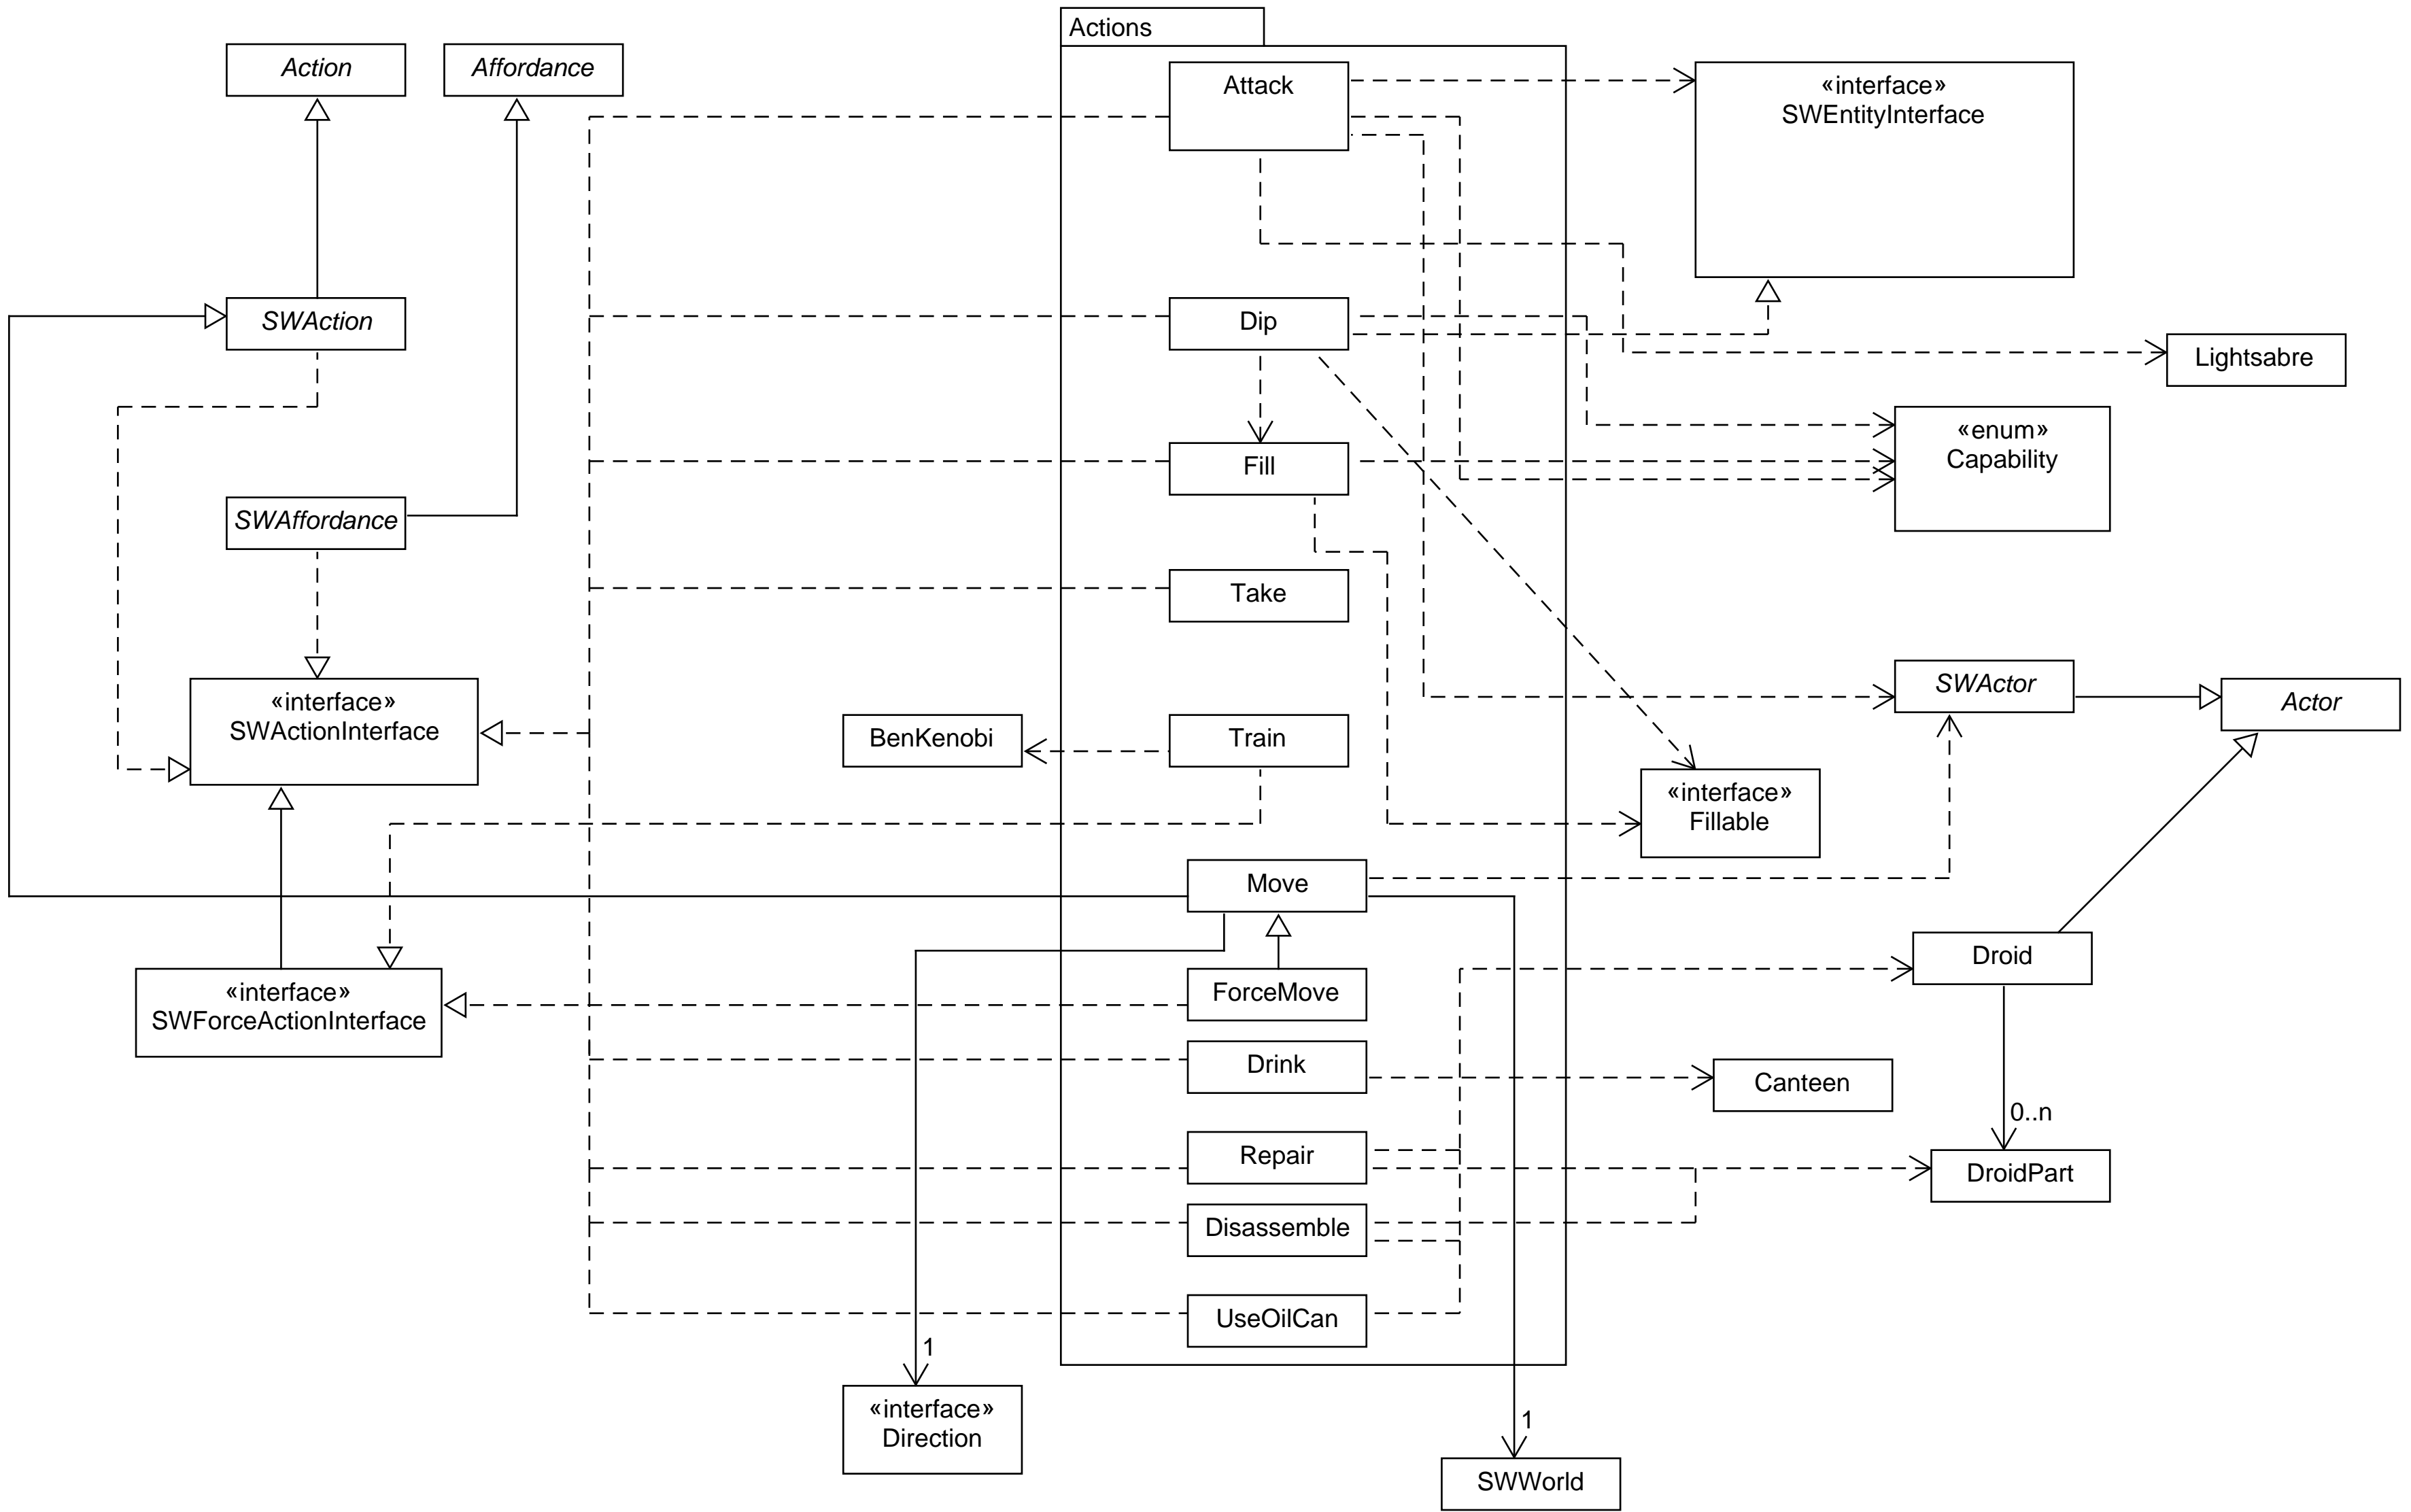 Actions
Action
Affordance
Attack
«interface»
SWEntityInterface
SWAction
Dip
Lightsabre
«enum»
Capability
Fill
SWAffordance
Take
«interface»
SWActionInterface
BenKenobi
Train
SWActor
Actor
«interface»
Fillable
Move
Droid
«interface»
SWForceActionInterface
ForceMove
Drink
Canteen
0..n
Repair
DroidPart
Disassemble
UseOilCan
1
«interface»
Direction
1
SWWorld